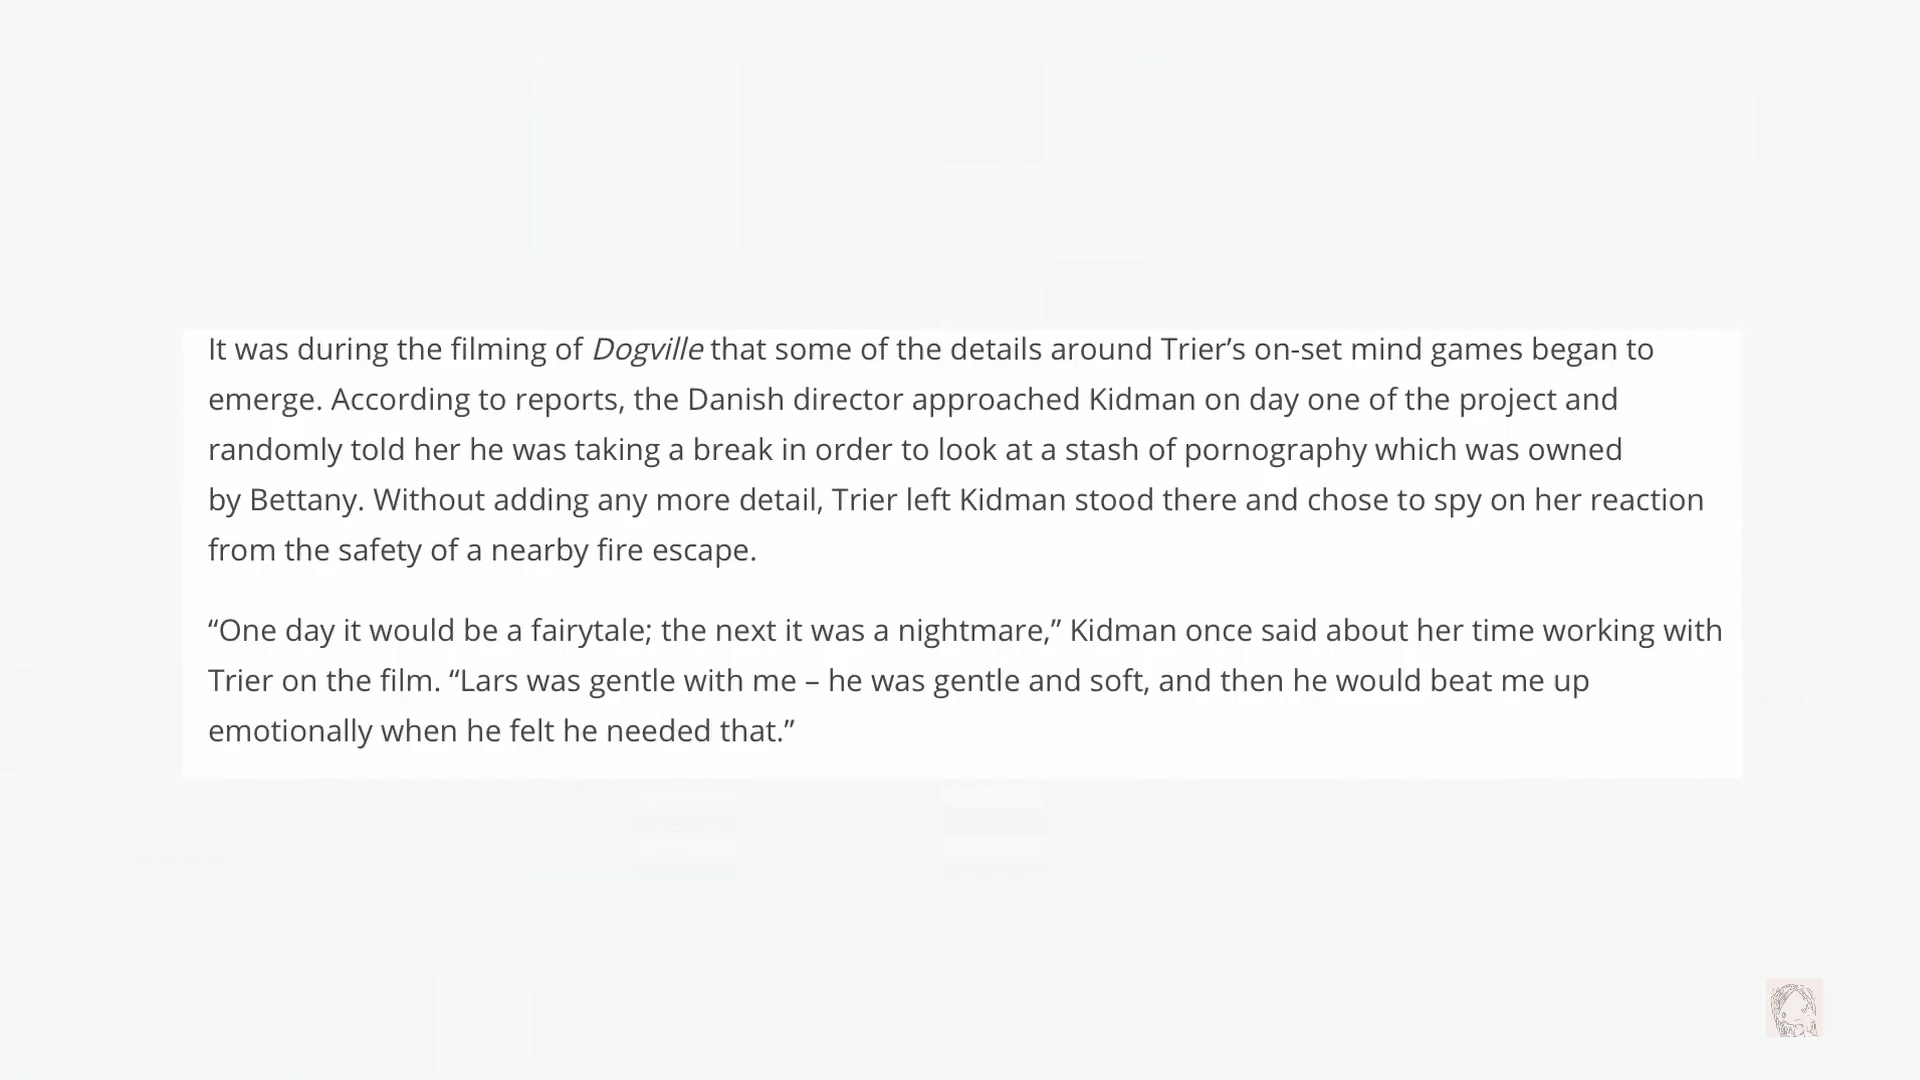 It was during the filming of Dogville that some of the details around Trier’s on-set mind games began to
emerge. According to reports, the Danish director approached Kidman on day one of the project and
randomly told her he was taking a break in order to look at a stash of pornography which was owned
by Bettany. Without adding any more detail, Trier left Kidman stood there and chose to spy on her reaction
from the safety of a nearby fire escape.
“One day it would be a fairytale; the next it was a nightmare,” Kidman once said about her time working with
Trier on the film. “Lars was gentle with me – he was gentle and soft, and then he would beat me up
emotionally when he felt he needed that.”